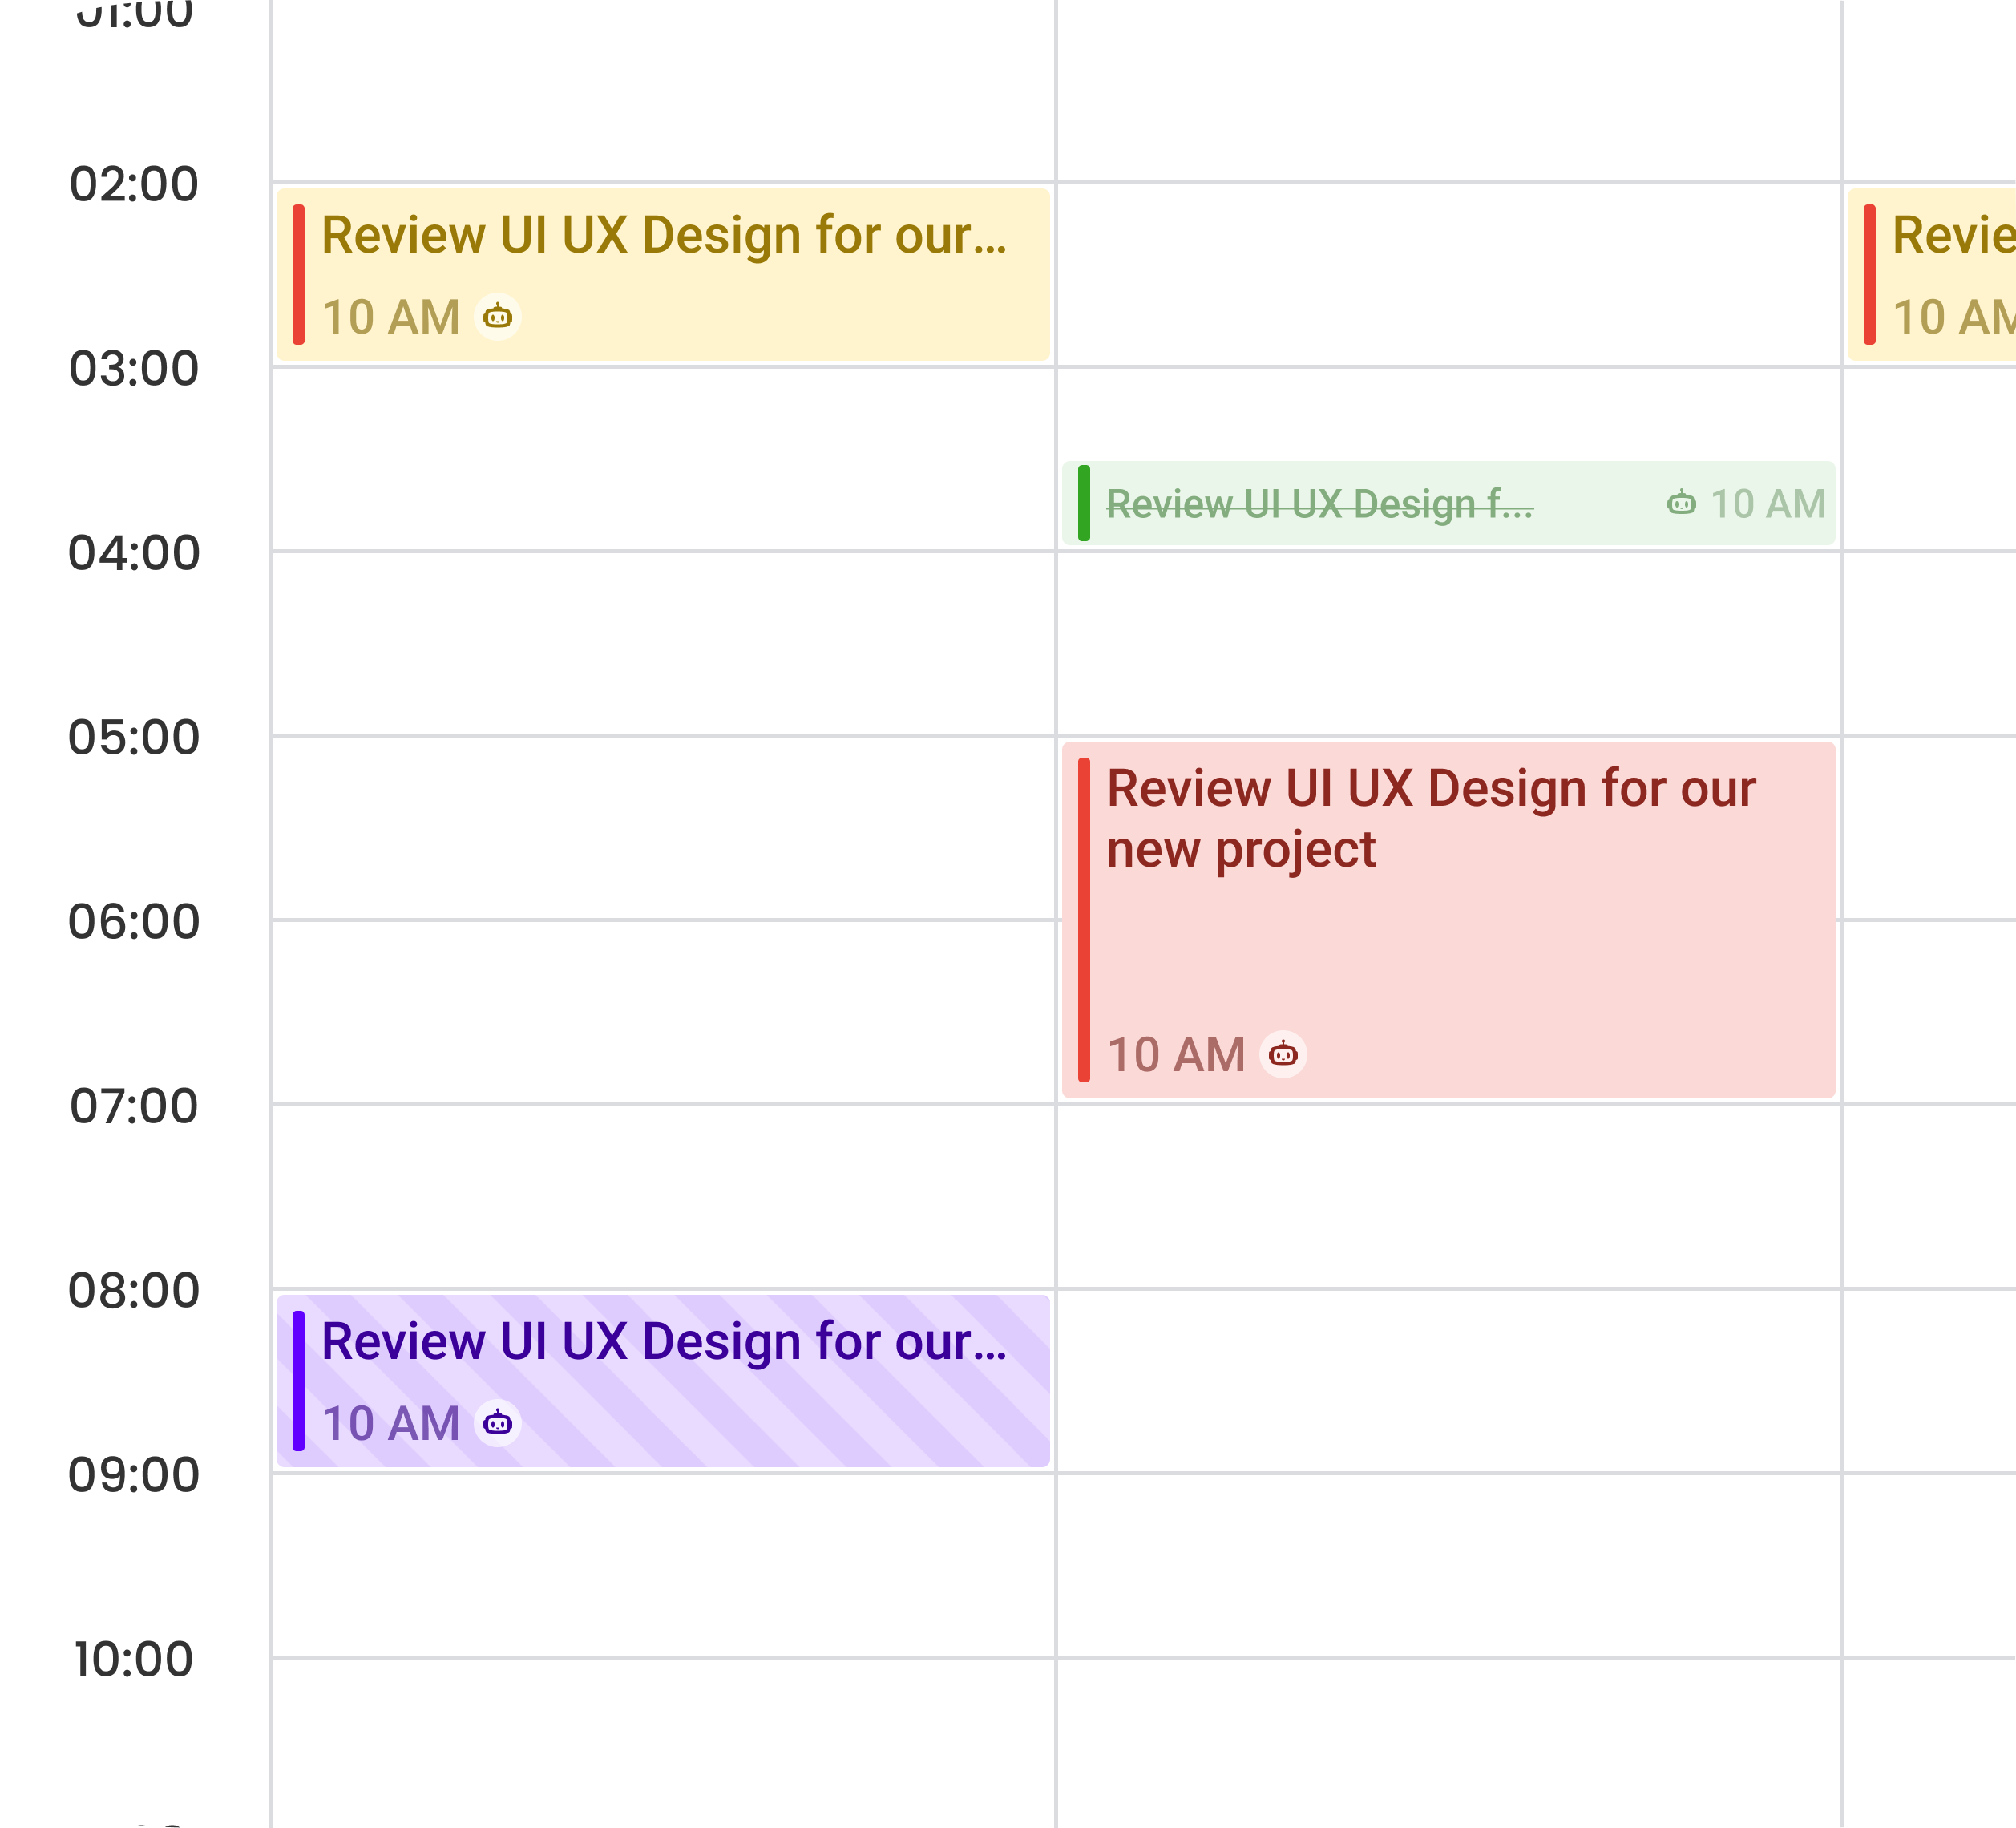 01:00
02:00
Review UI UX Design for our...
10 AM
10 AM
03:00
Review UI UX Design f...
10 AM
04:00
05:00
Review UI UX Design for our
new project
10 AM
06:00
07:00
08:00
Review UI UX Design for our...
10 AM
09:00
10:00